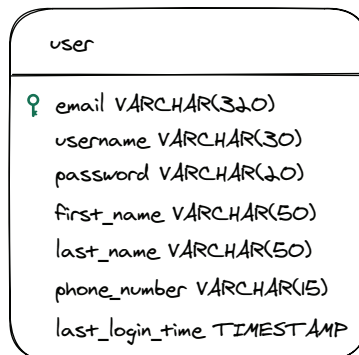 user
email VARCHAR(320)
username VARCHAR(30)
password VARCHAR(20)
first_name VARCHAR(50)
last_name VARCHAR(50)
phone_number VARCHAR(15)
last_login_time TIMESTAMP